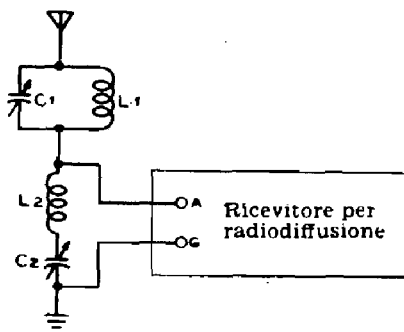 C1
L1
L2
A
Ricevitore per
radiodiffusione
G
C2